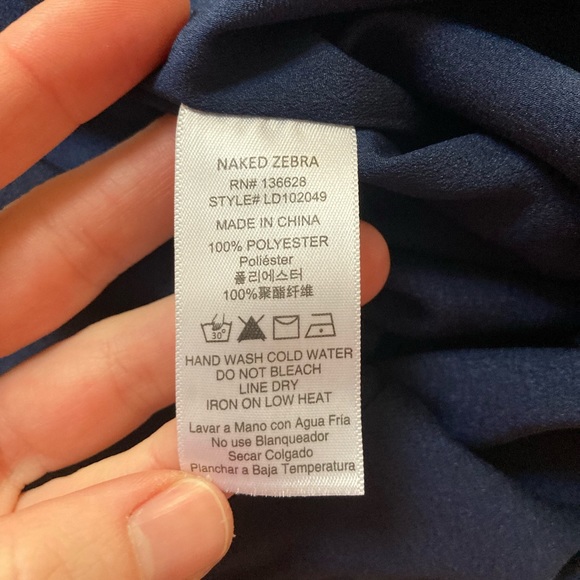 NAKED ZEBRA
RN# 136628
STYLE# LD102049
MADE IN CHINA
100% POLYESTER
Poliéster
폴리에스터
100%聚酯纤维
30°
HAND WASH COLD WATER
DO NOT BLEACH
LINE DRY
IRON ON LOW HEAT
Lavar a Mano con Agua Fria
No use Blanqueador
Secar Colgado
Planchar a Baja Temperatura